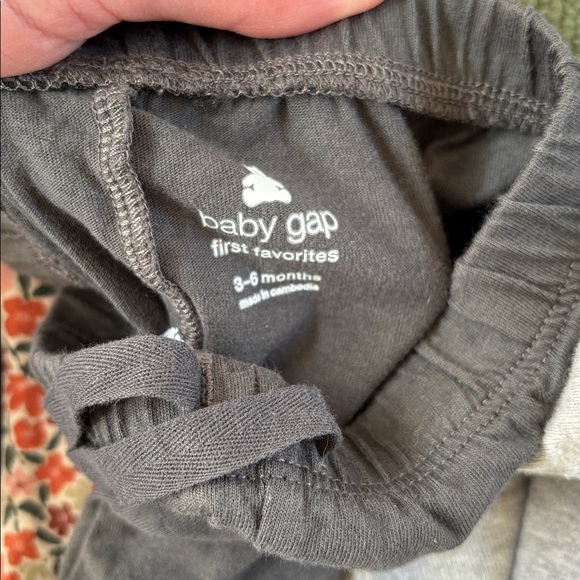 baby gap
first favorites
3-6 months
made in cambodia